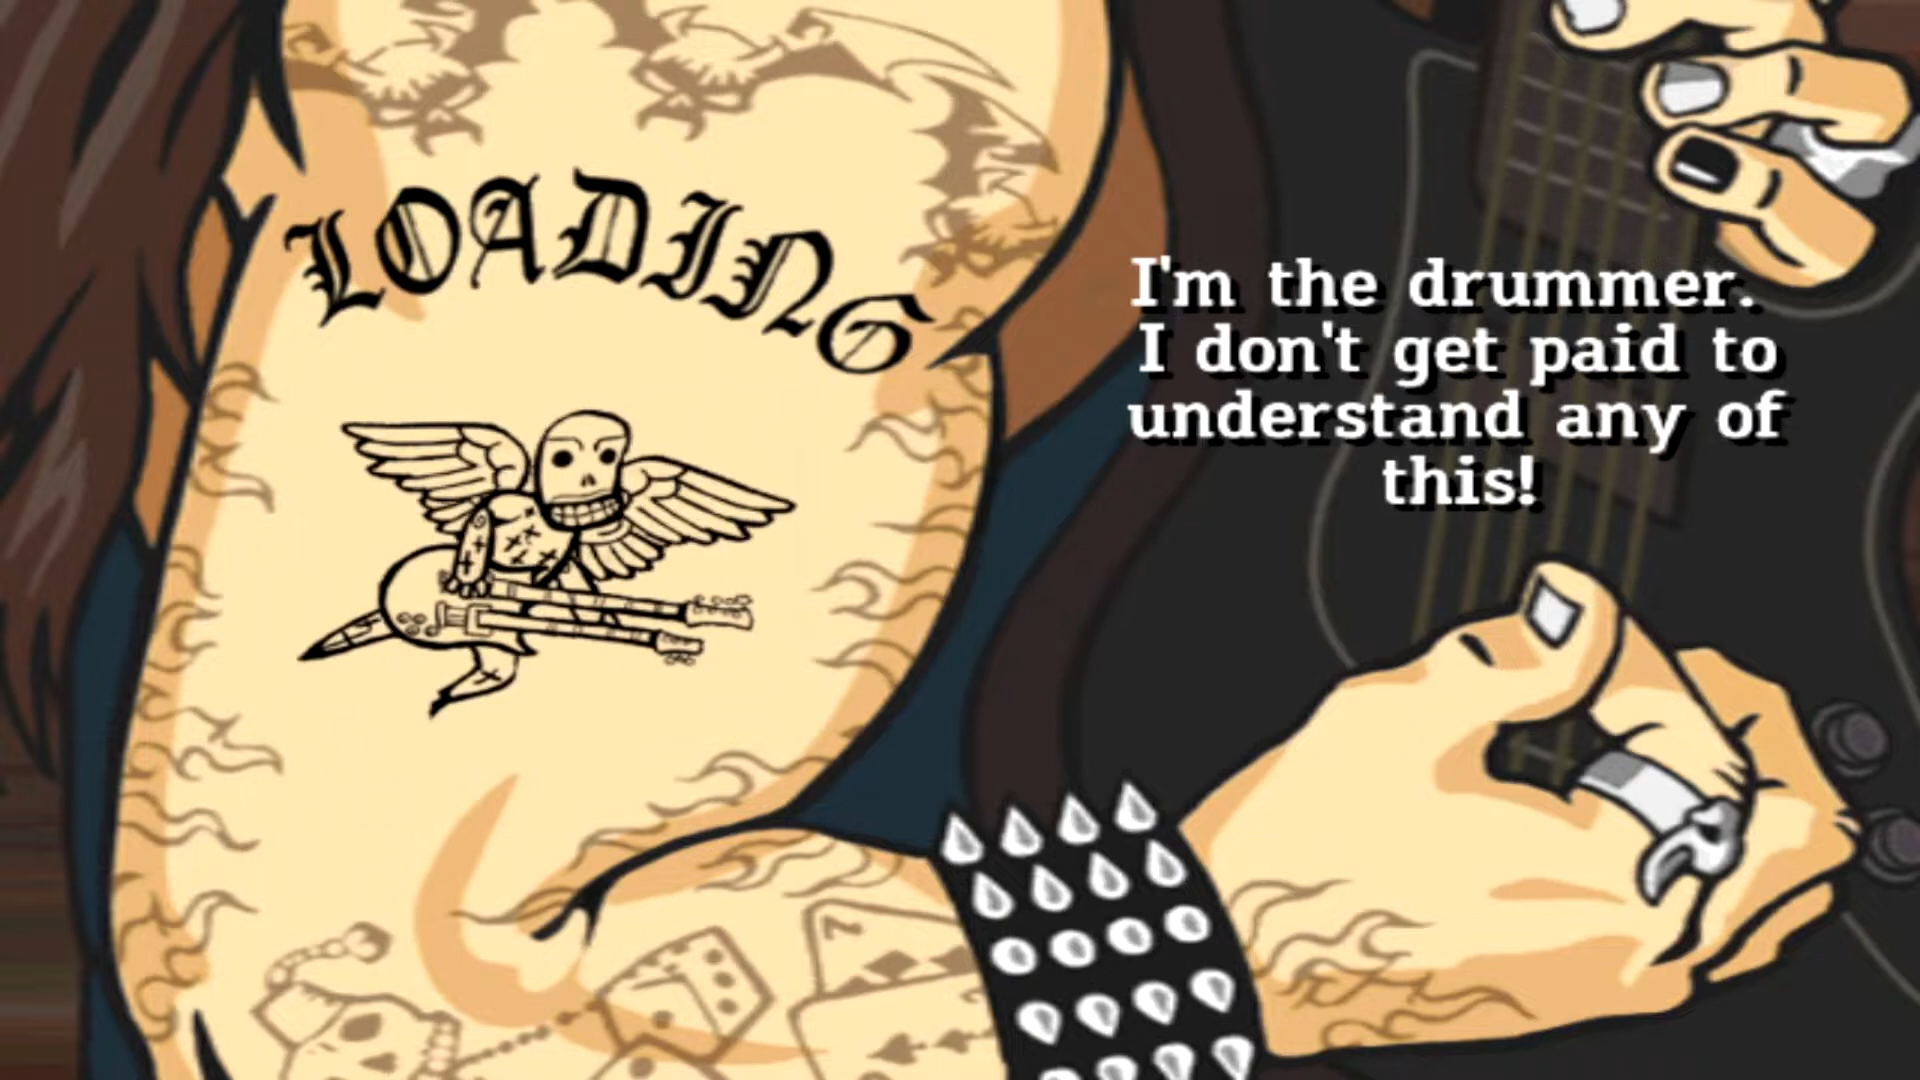 LOADING
I'm the drummer.
I don't get paid to
understand any of
this!